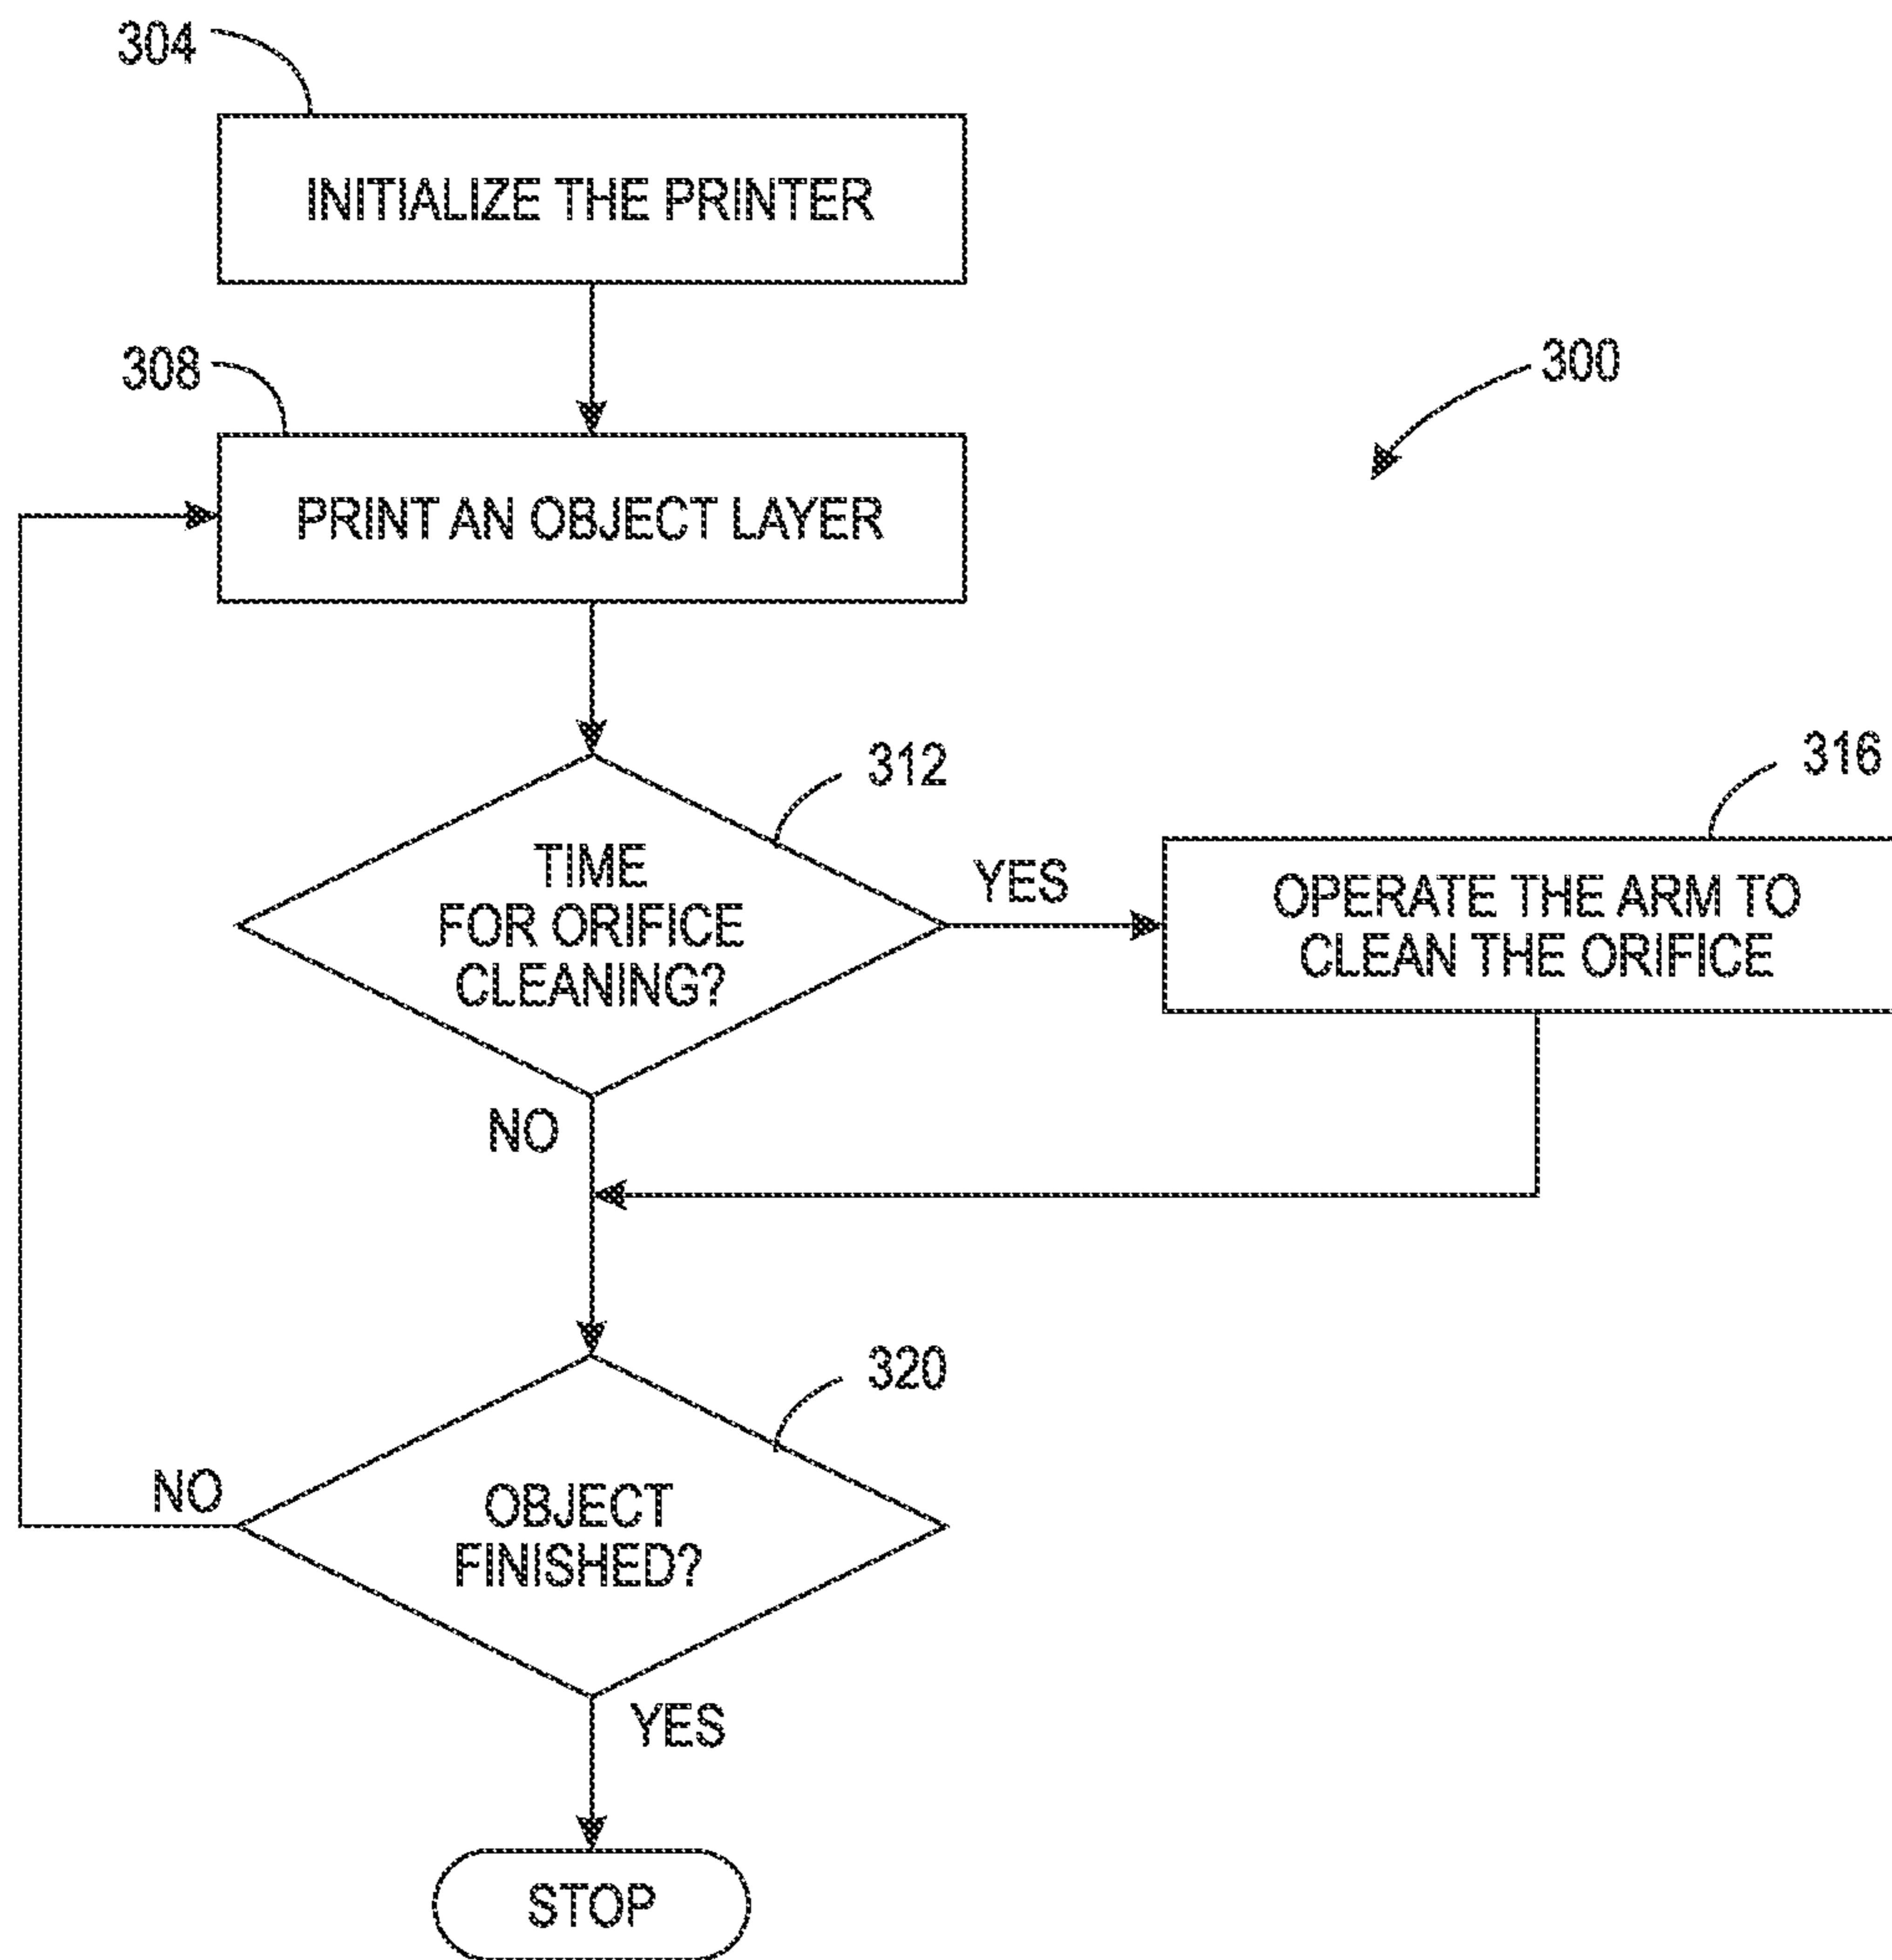 304
INITIALIZE THE PRINTER
308
300
PRINT AN OBJECT LAYER
312
316
TIME
FOR ORIFICE
CLEANING?
YES
OPERATE THE ARM TO
CLEAN THE ORIFICE
NO
320
NO
OBJECT
FINISHED?
YES
STOP